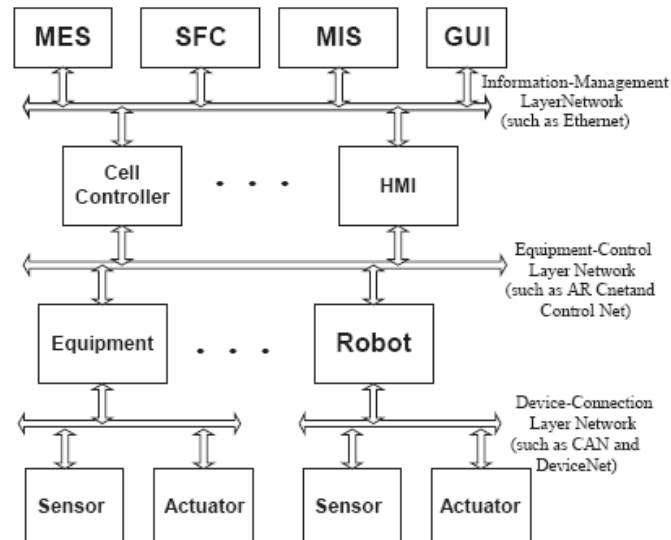 MES
SFC
MIS
GUI
Information-Management
LayerNetwork
(such as Ethernet)
Cell
Controller
. . .
HMI
Equipment-Control
Layer Network
(such as AR Cnetand
Control Net)
Equipment
. . .
Robot
Device-Connection
Layer Network
(such as CAN and
DeviceNet)
Sensor
Actuator
Sensor
Actuator